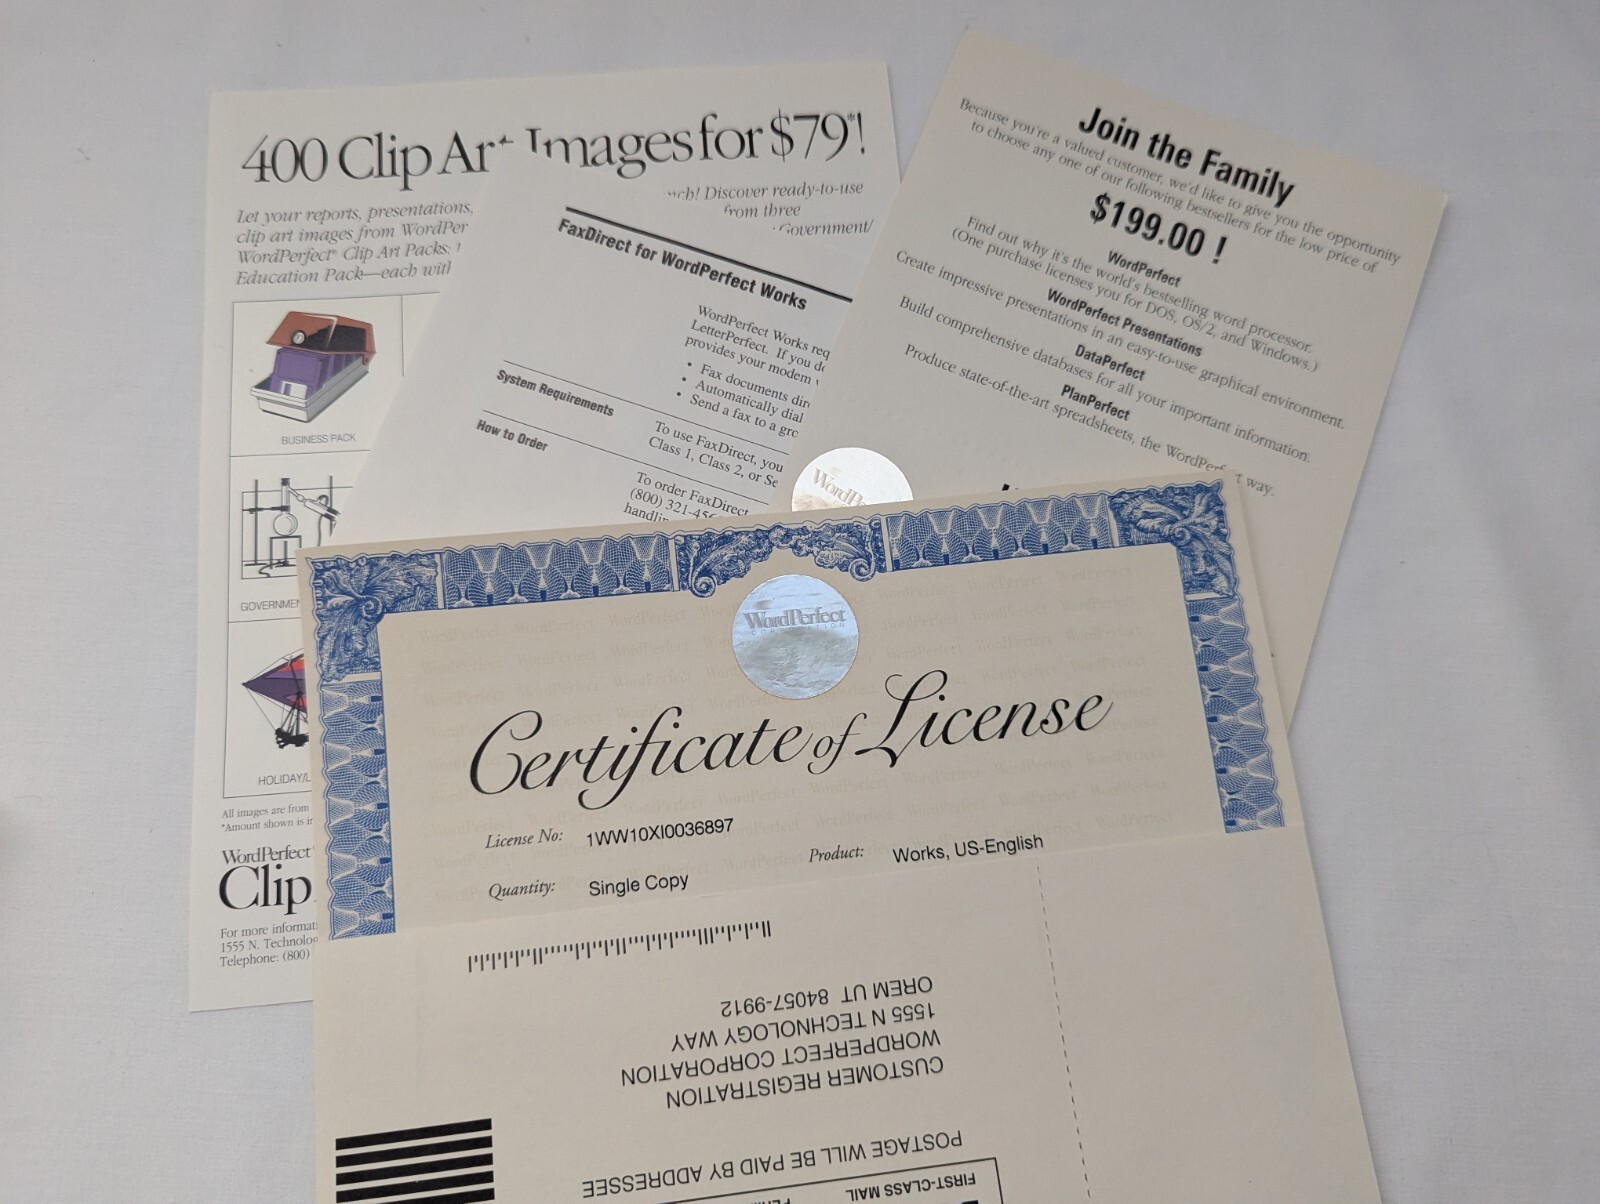 400 Clip Art Images for $79*!
Let your reports, presentations,
clip art images from WordPer
WordPerfect® Clip Art Packs:
Education Pack—each with
ch! Discover ready-to-use
from three
Government/
BUSINESS PACK
GOVERNMEN
HOLIDAY/L
All images are from
*Amount shown is in
WordPerfect
Clip
For more informat
1555 N. Technolo
Telephone: (800)
FaxDirect for WordPerfect Works
WordPerfect Works req
LetterPerfect. If you do
provides your modem
• Fax documents dire
• Automatically dial
• Send a fax to a gro
System Requirements
To use FaxDirect, you
Class 1, Class 2, or Se
How to Order
To order FaxDirect
(800) 321-456
handlin
Join the Family
Because you're a valued customer, we'd like to give you the opportunity
to choose any one of our following bestsellers for the low price of
$199.00 !
WordPerfect
Find out why it's the world's bestselling word processor.
(One purchase licenses you for DOS, OS/2, and Windows.)
WordPerfect Presentations
Create impressive presentations in an easy-to-use graphical environment.
DataPerfect
Build comprehensive databases for all your important information.
PlanPerfect
Produce state-of-the-art spreadsheets, the WordPerfect way.
WordPerfect
WordPerfect
CORPORATION
Certificate of License
License No: 1WW10XI0036897
Product: Works, US-English
Quantity: Single Copy
FIRST-CLASS MAIL
POSTAGE WILL BE PAID BY ADDRESSEE
CUSTOMER REGISTRATION
WORDPERFECT CORPORATION
1555 N TECHNOLOGY WAY
OREM UT 84057-9912